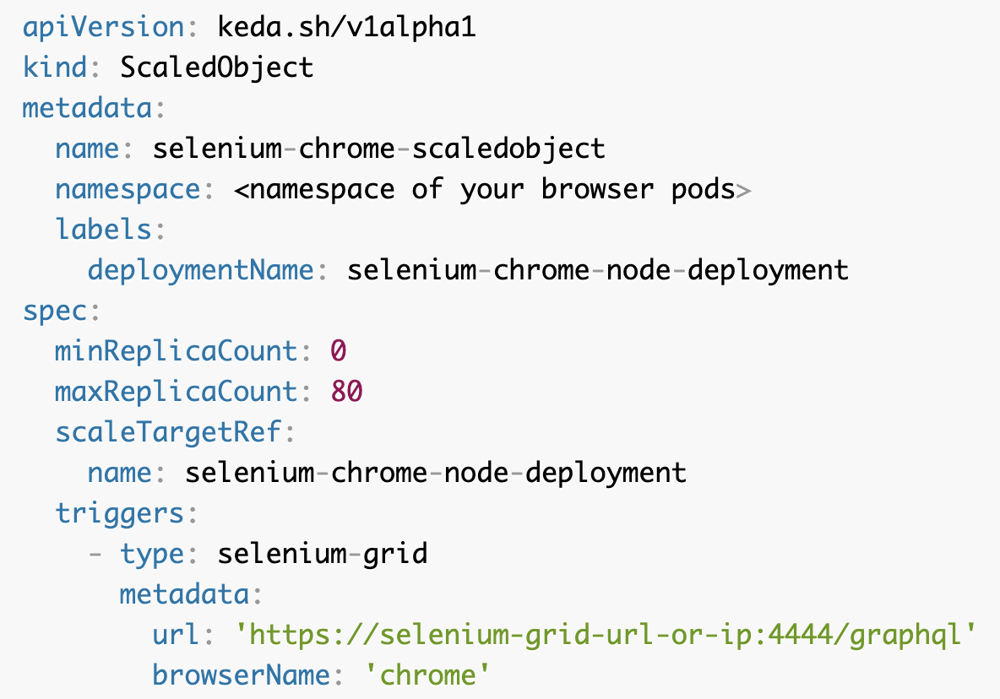 apiVersion: keda.sh/v1alpha1
kind: ScaledObject
metadata:
  name: selenium-chrome-scaledobject
  namespace: <namespace of your browser pods>
  labels:
    deploymentName: selenium-chrome-node-deployment
spec:
  minReplicaCount: 0
  maxReplicaCount: 80
  scaleTargetRef:
    name: selenium-chrome-node-deployment
  triggers:
    - type: selenium-grid
      metadata:
        url: 'https://selenium-grid-url-or-ip:4444/graphql'
        browserName: 'chrome'